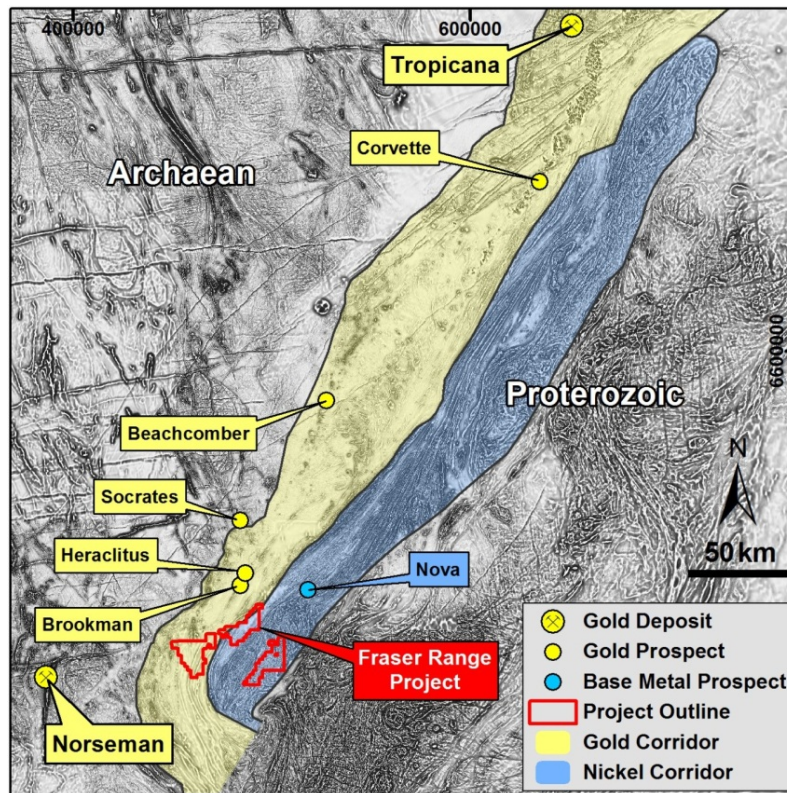 400000
600000
Tropicana
Corvette
Archaean
6600000
Proterozoic
Beachcomber
N
Socrates
50 km
Heraclitus
Nova
Brookman
Fraser Range
Project
Norseman
Gold Deposit
Gold Prospect
Base Metal Prospect
Project Outline
Gold Corridor
Nickel Corridor